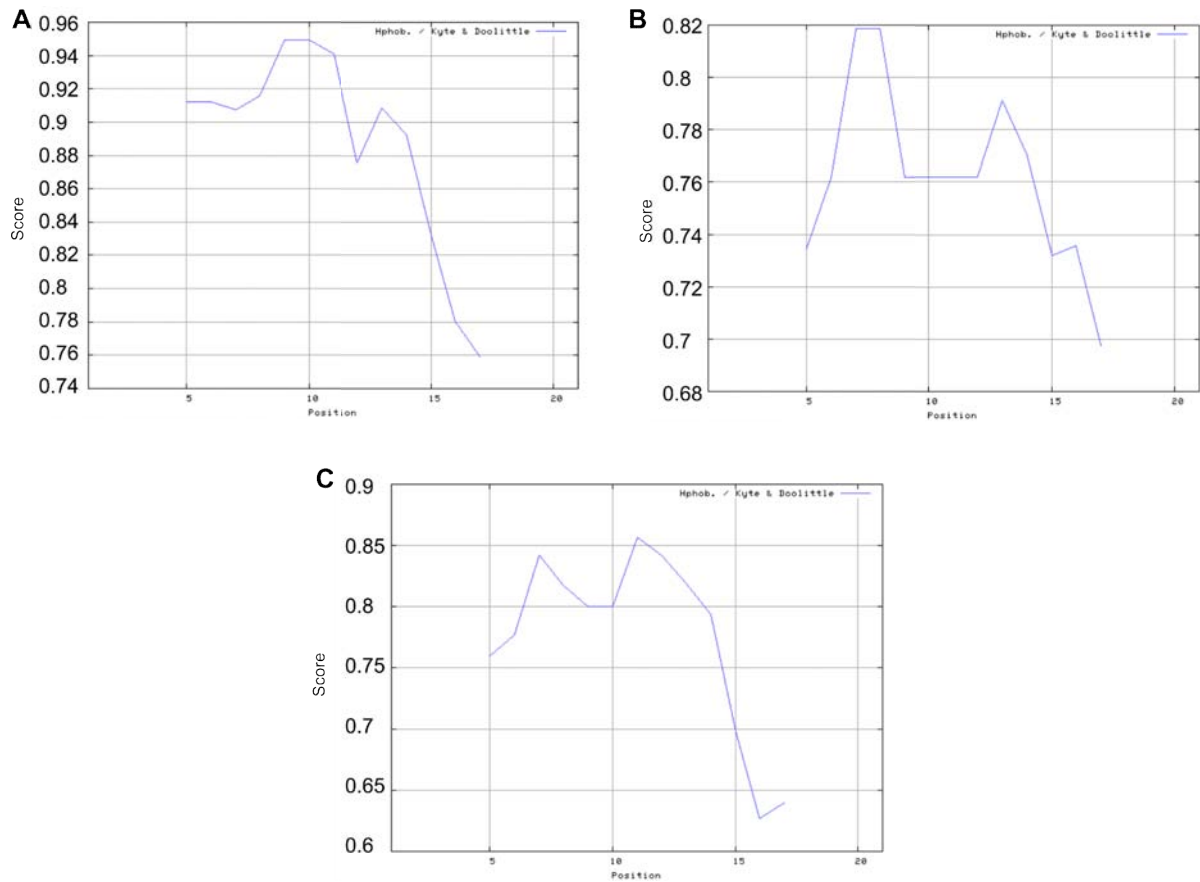 A
Hphob. / Kyte & Doolittle
0.96
0.94
0.92
0.9
0.88
0.86
0.84
0.82
0.8
0.78
0.76
0.74
Score
5 10 15 20
Position
B
Hphob. / Kyte & Doolittle
0.82
0.8
0.78
0.76
0.74
0.72
0.7
0.68
Score
5 10 15 20
Position
C
Hphob. / Kyte & Doolittle
0.9
0.85
0.8
0.75
0.7
0.65
0.6
Score
5 10 15 20
Position